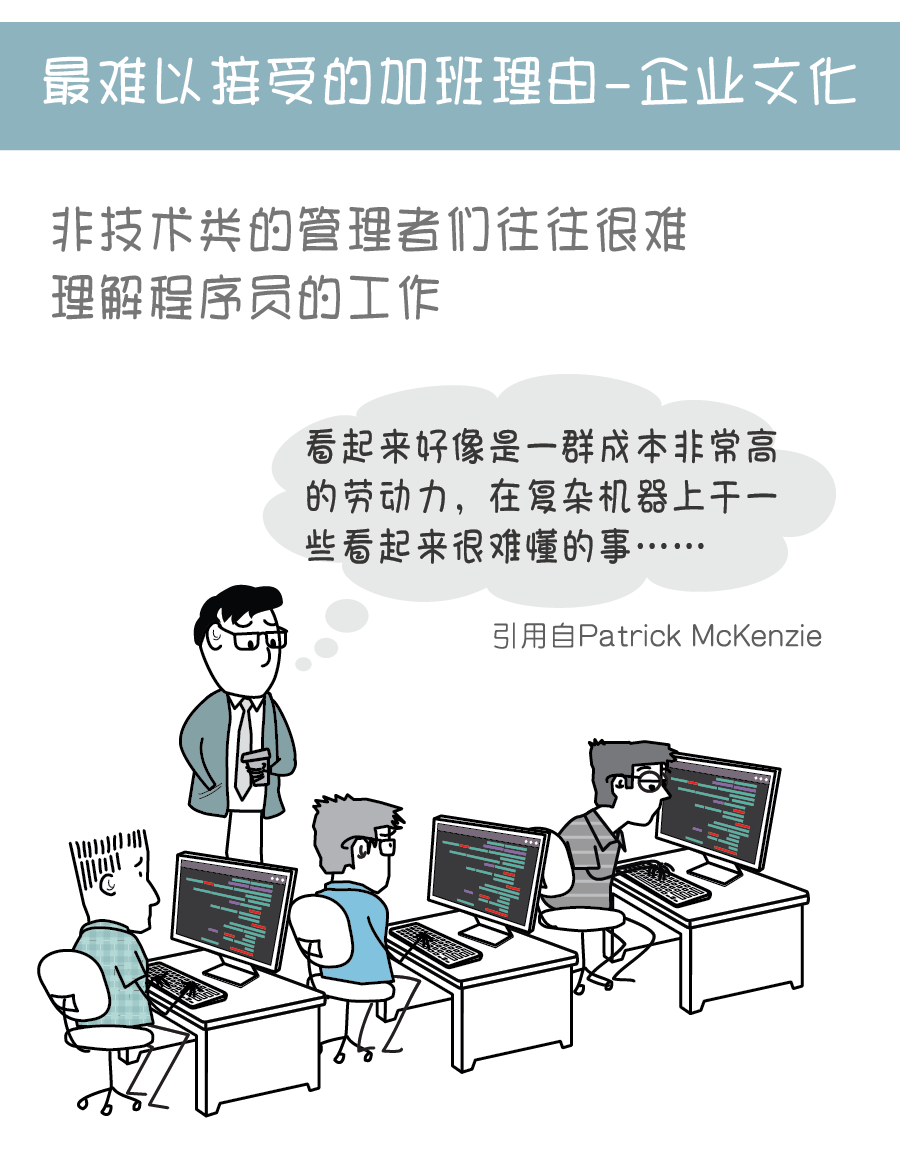 最难以接受的加班理由-企业文化
非技术类的管理者们往往很难
理解程序员的工作
看起来好像是一群成本非常高
的劳动力，在复杂机器上干一
些看起来很难懂的事……
引用自Patrick McKenzie